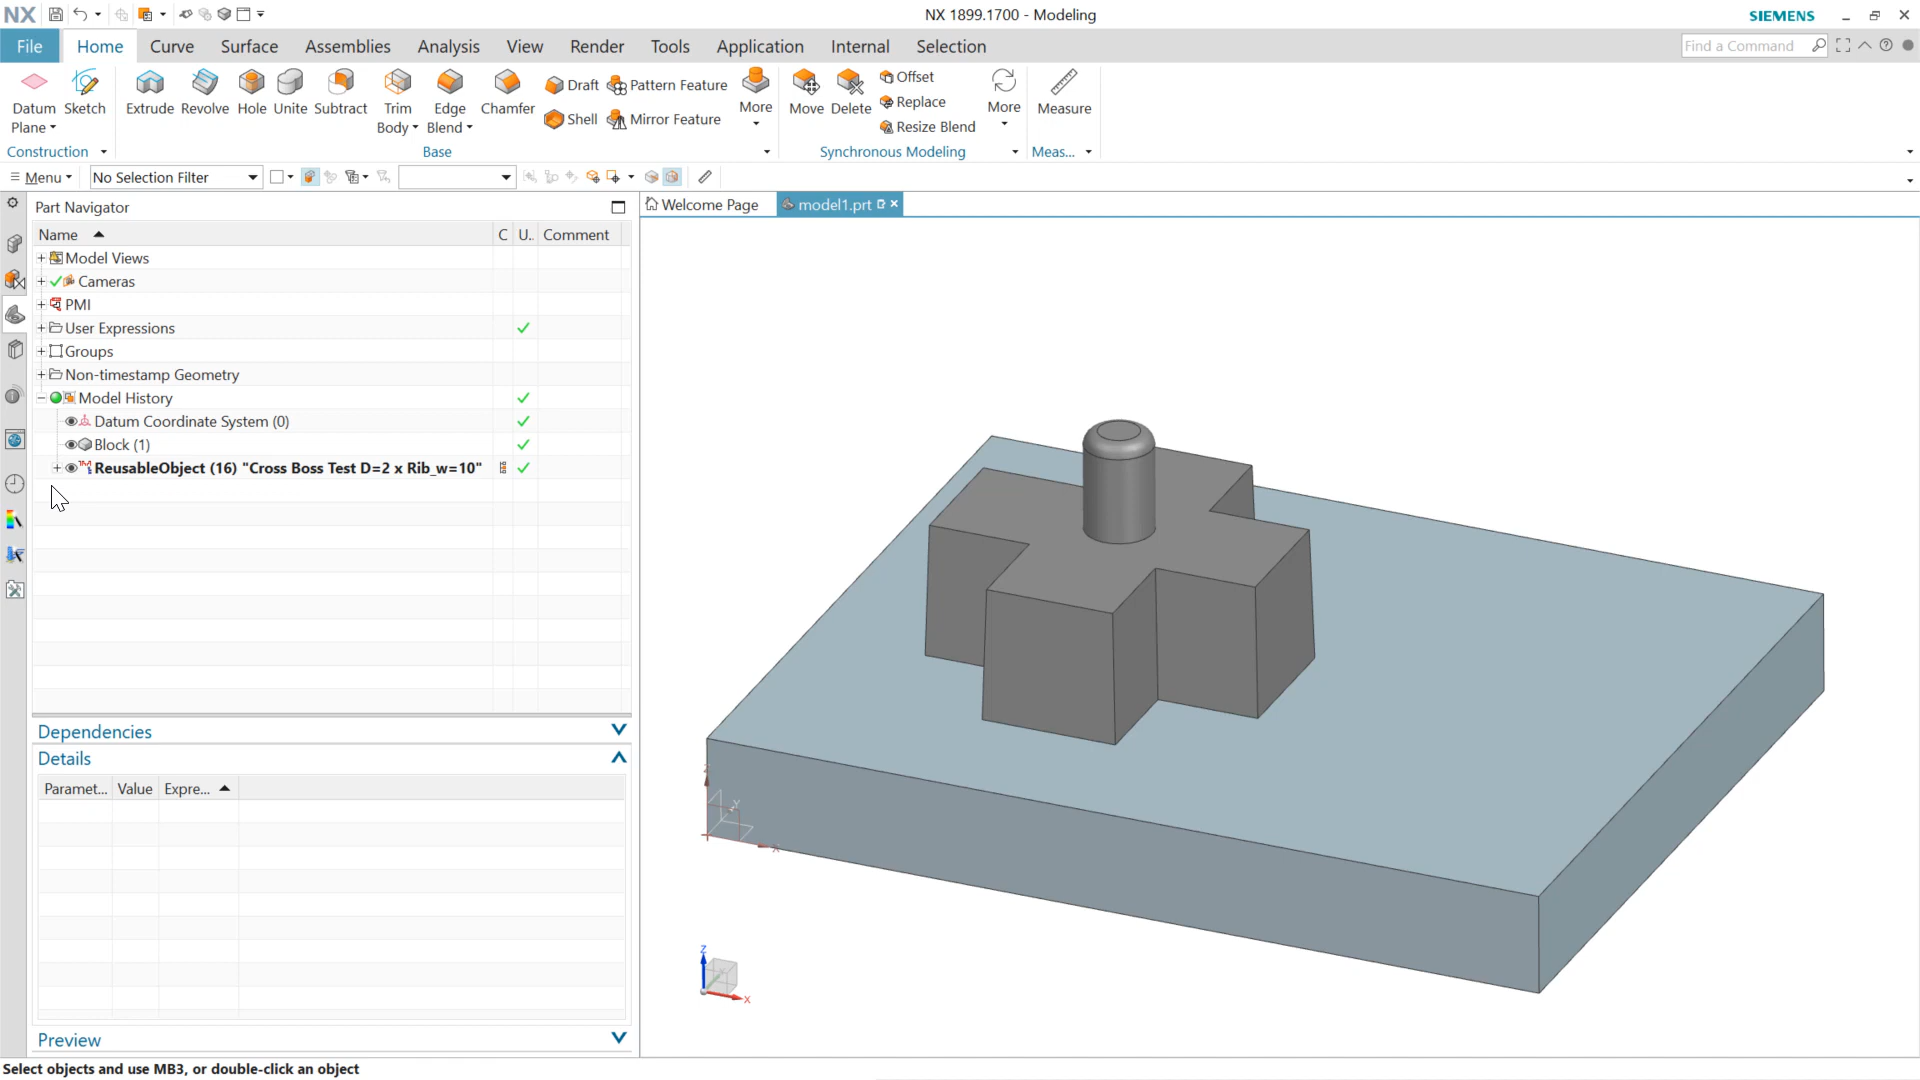 NX
NX 1899.1700 - Modeling
SIEMENS
File
Home
Curve
Surface
Assemblies
Analysis
View
Render
Tools
Application
Internal
Selection
Find a Command
Datum
Plane
Sketch
Extrude
Revolve
Hole
Unite
Subtract
Trim
Body
Edge
Blend
Chamfer
Draft
Shell
Pattern Feature
Mirror Feature
More
Move
Delete
Offset
Replace
Resize Blend
More
Measure
Construction
Base
Synchronous Modeling
Meas...
Menu
No Selection Filter
Part Navigator
Welcome Page
model1.prt
Name
C
U..
Comment
Model Views
Cameras
PMI
User Expressions
Groups
Non-timestamp Geometry
Model History
Datum Coordinate System (0)
Block (1)
ReusableObject (16) "Cross Boss Test D=2 x Rib_w=10"
Dependencies
Details
Paramet...
Value
Expre...
Preview
Z
Y
X
Z
X
Select objects and use MB3, or double-click an object